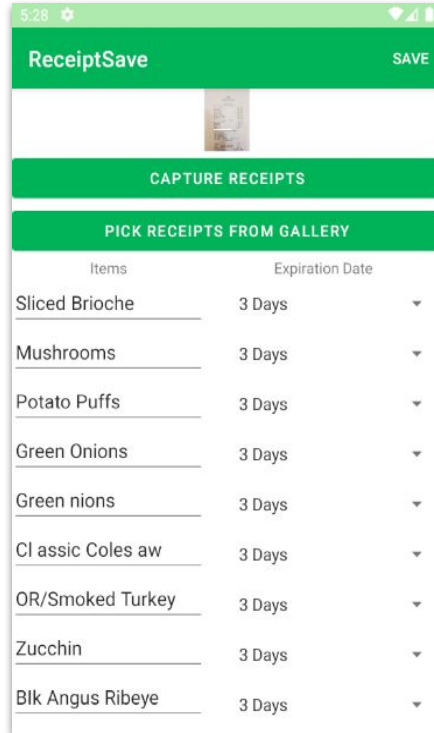 5:28
ReceiptSave SAVE
CAPTURE RECEIPTS
PICK RECEIPTS FROM GALLERY
Items Expiration Date
Sliced Brioche 3 Days
Mushrooms 3 Days
Potato Puffs 3 Days
Green Onions 3 Days
Green nions 3 Days
Cl assic Coles aw 3 Days
OR/Smoked Turkey 3 Days
Zucchin 3 Days
Blk Angus Ribeye 3 Days